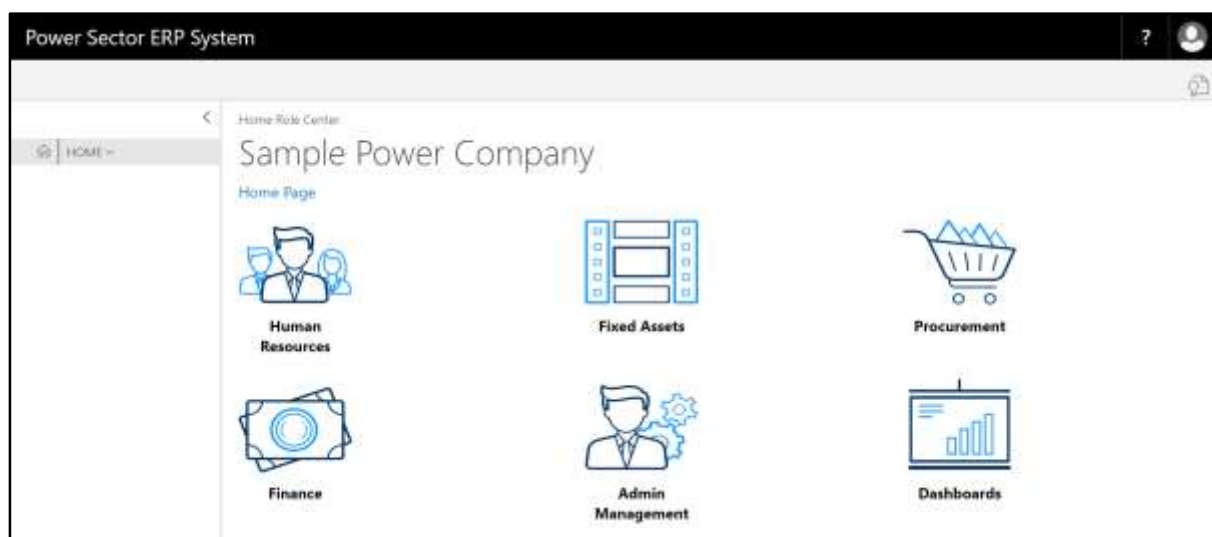 Power Sector ERP System
?
Home Role Center
HOME
Sample Power Company
Home Page
Human
Resources
Fixed Assets
Procurement
Finance
Admin
Management
Dashboards